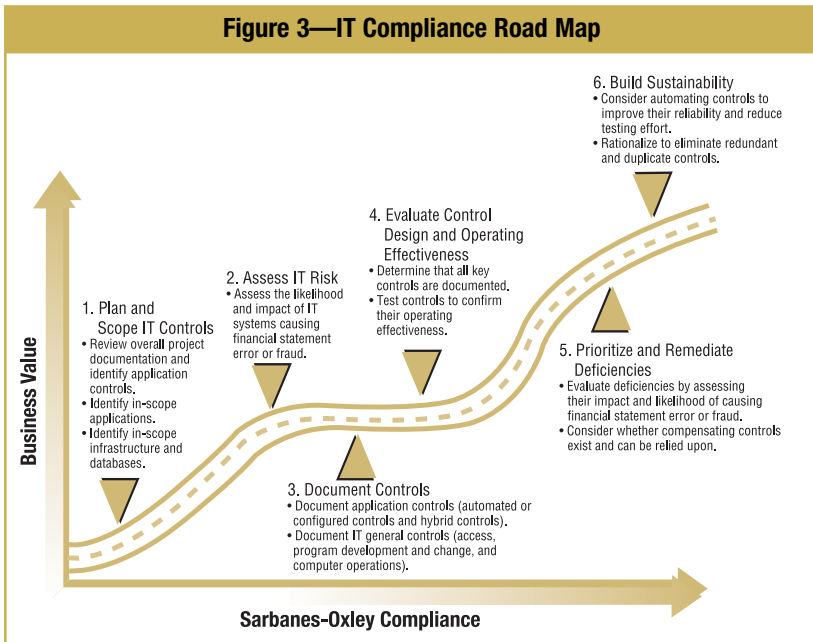 Figure 3—IT Compliance Road Map
6. Build Sustainability
• Consider automating controls to
improve their reliability and reduce
testing effort.
• Rationalize to eliminate redundant
and duplicate controls.
4. Evaluate Control
Design and Operating
Effectiveness
• Determine that all key
controls are documented.
• Test controls to confirm
their operating
effectiveness.
2. Assess IT Risk
• Assess the likelihood
and impact of IT
systems causing
financial statement
error or fraud.
1. Plan and
Scope IT Controls
• Review overall project
documentation and
identify application
controls.
• Identify in-scope
applications.
• Identify in-scope
infrastructure and
databases.
5. Prioritize and Remediate
Deficiencies
• Evaluate deficiencies by assessing
their impact and likelihood of causing
financial statement error or fraud.
• Consider whether compensating controls
exist and can be relied upon.
3. Document Controls
• Document application controls (automated or
configured controls and hybrid controls).
• Document IT general controls (access,
program development and change, and
computer operations).
Business Value
Sarbanes-Oxley Compliance